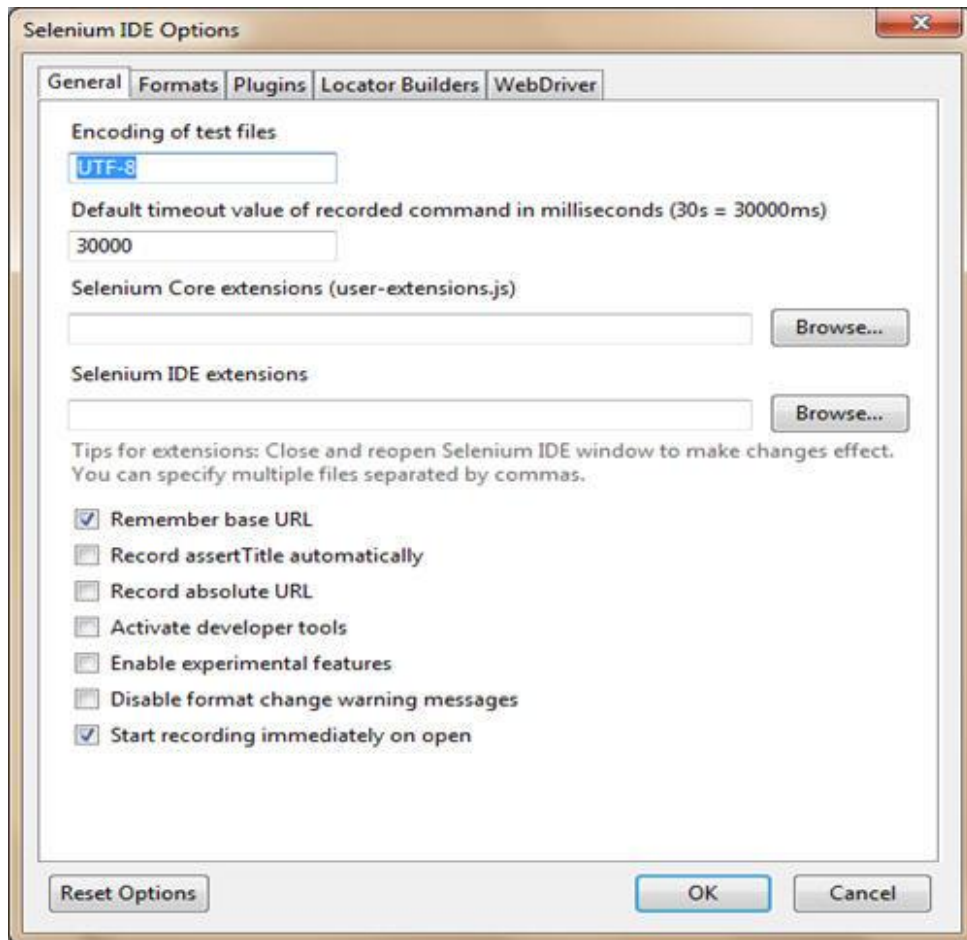 Selenium IDE Options
General Formats Plugins Locator Builders WebDriver
Encoding of test files
UTF-8
Default timeout value of recorded command in milliseconds (30s = 30000ms)
30000
Selenium Core extensions (user-extensions.js)
Browse...
Selenium IDE extensions
Browse...
Tips for extensions: Close and reopen Selenium IDE window to make changes effect.
You can specify multiple files separated by commas.
Remember base URL
Record assertTitle automatically
Record absolute URL
Activate developer tools
Enable experimental features
Disable format change warning messages
Start recording immediately on open
Reset Options OK Cancel